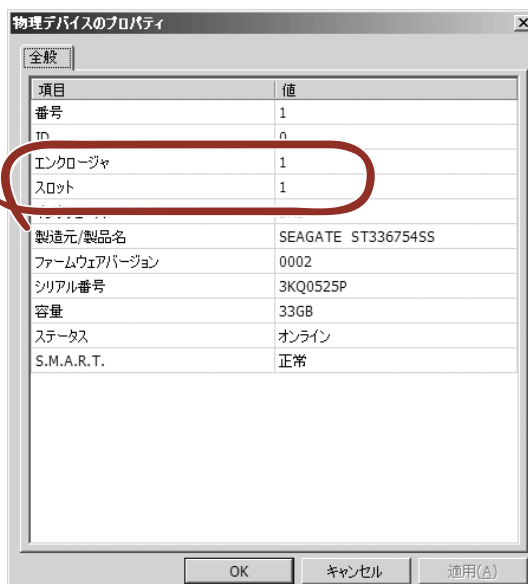 物理デバイスのプロパティ
全般
項目 値
番号 1
ID 0
エンクロージャ 1
スロット 1
製造元/製品名 SEAGATE ST336754SS
ファームウェアバージョン 0002
シリアル番号 3KQ0525P
容量 33GB
ステータス オンライン
S.M.A.R.T. 正常
OK キャンセル 適用(A)